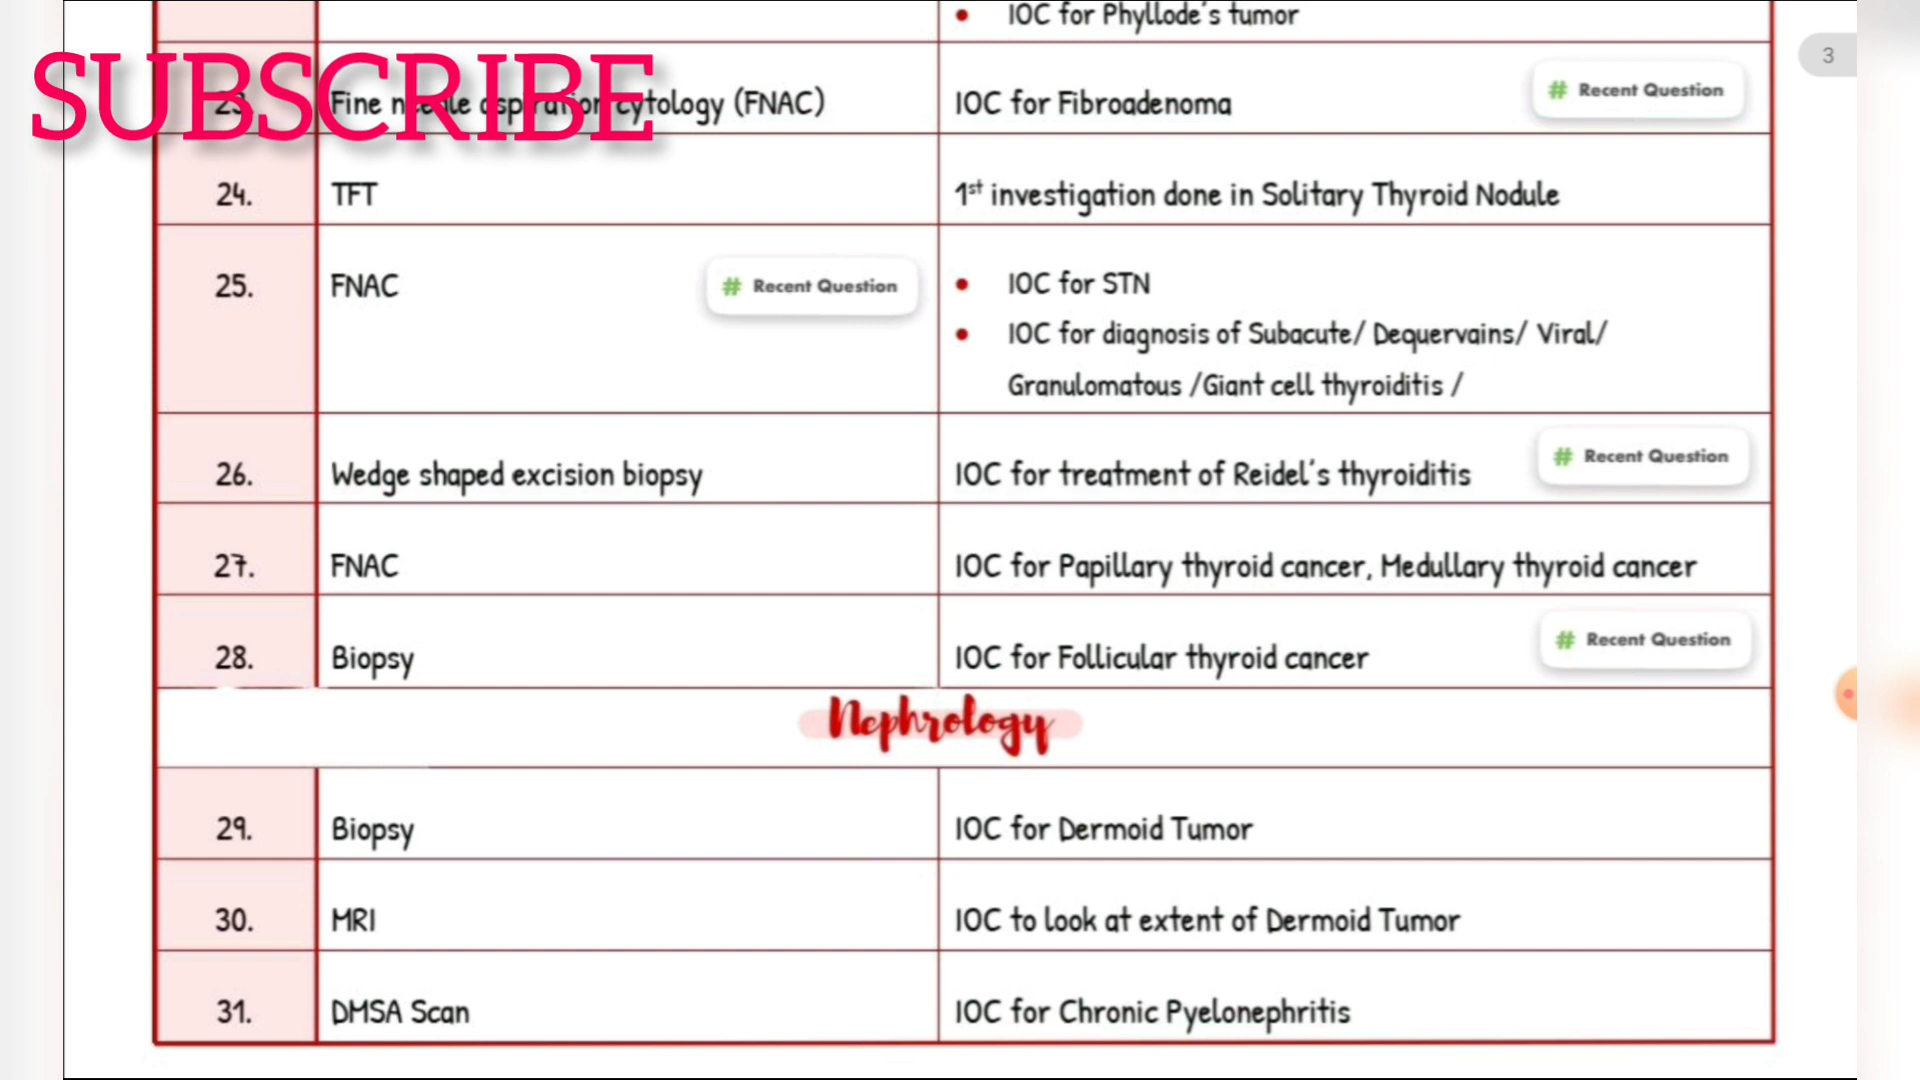 IOC for Phyllode's tumor
SUBSCRIBE
3
23. Fine needle aspiration cytology (FNAC) IOC for Fibroadenoma # Recent Question
24. TFT 1st investigation done in Solitary Thyroid Nodule
25. FNAC # Recent Question IOC for STN
IOC for diagnosis of Subacute/ Dequervains/ Viral/
Granulomatous /Giant cell thyroiditis /
26. Wedge shaped excision biopsy IOC for treatment of Reidel's thyroiditis # Recent Question
27. FNAC IOC for Papillary thyroid cancer, Medullary thyroid cancer
28. Biopsy IOC for Follicular thyroid cancer # Recent Question
Nephrology
29. Biopsy IOC for Dermoid Tumor
30. MRI IOC to look at extent of Dermoid Tumor
31. DMSA Scan IOC for Chronic Pyelonephritis